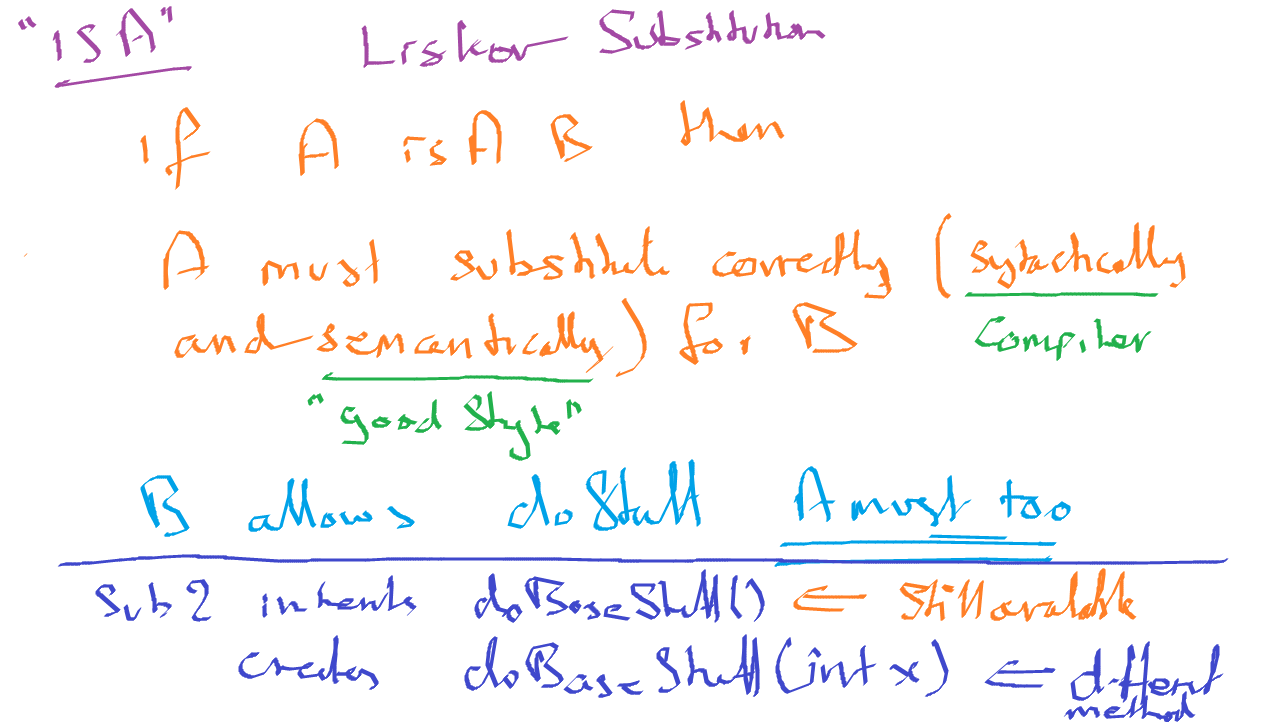 "isA" Liskov Substitution
if A isA B then
A must substitute correctly (sytactically
and semantically) for B
compiler
"good style"
B allows doStuff A must too
Sub2 inherits doBaseStuff() ⇐ still available
creates doBaseStuff(int x) ⇐ different
method